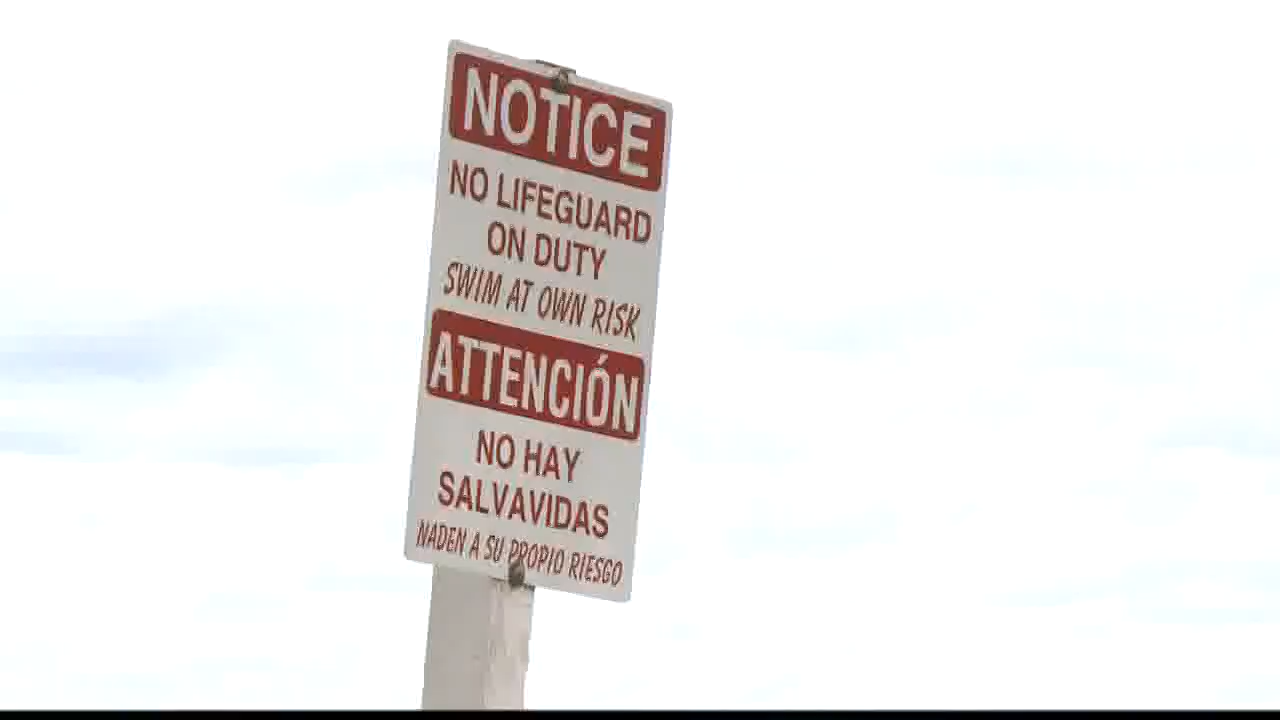 NOTICE
NO LIFEGUARD
ON DUTY
SWIM AT OWN RISK
ATTENCIÓN
NO HAY
SALVAVIDAS
NADEN A SU PROPIO RIESGO